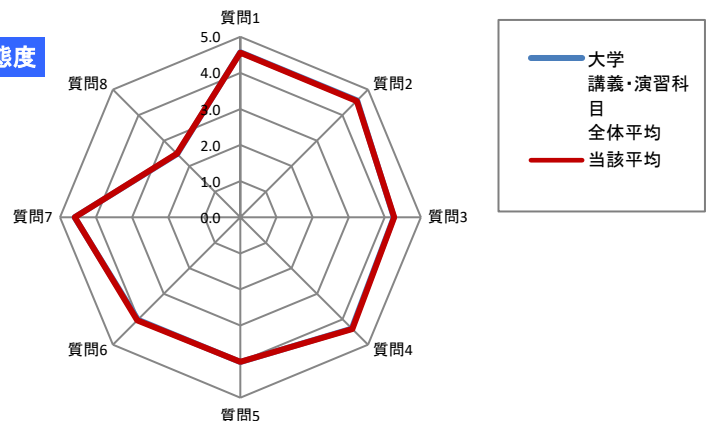 態度
質問1
質問2
質問3
質問4
質問5
質問6
質問7
質問8
5.0
4.0
3.0
2.0
1.0
0.0
大学
講義・演習科
目
全体平均
当該平均